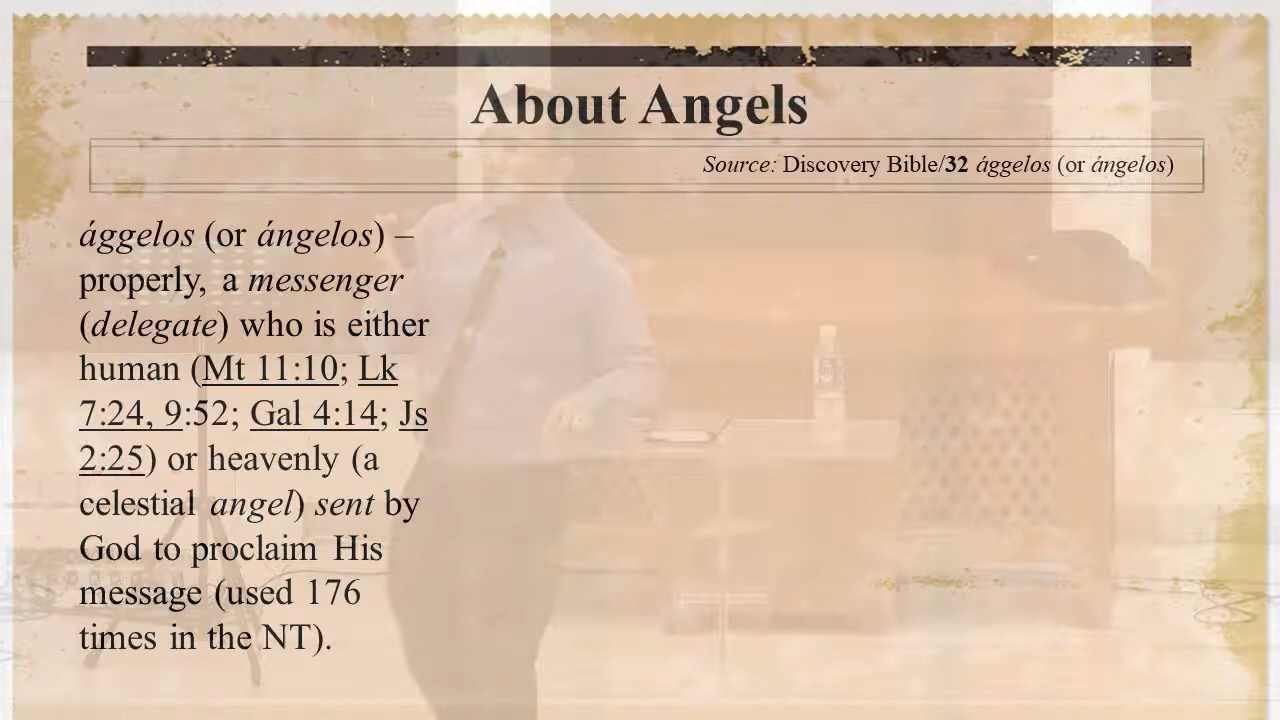 About Angels
Source: Discovery Bible/32 ággelos (or ángelos)
ággelos (or ángelos) –
properly, a messenger
(delegate) who is either
human (Mt 11:10; Lk
7:24, 9:52; Gal 4:14; Js
2:25) or heavenly (a
celestial angel) sent by
God to proclaim His
message (used 176
times in the NT).